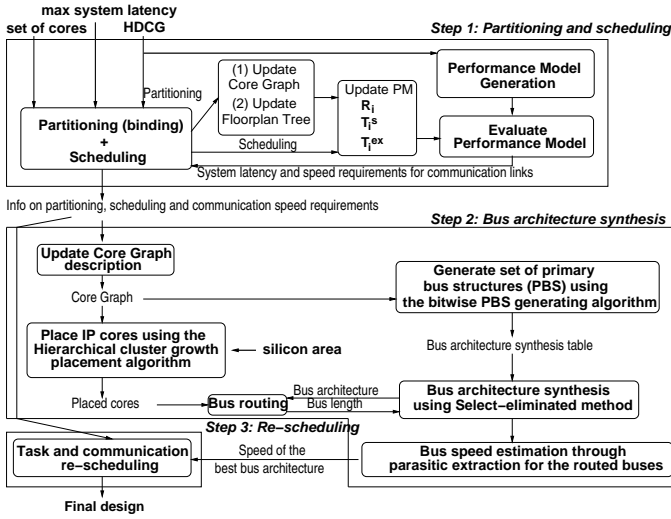 max system latency
set of cores
HDCG
Step 1: Partitioning and scheduling
Partitioning
(1) Update
Core Graph
(2) Update
Floorplan Tree
Update PM
R i
T i s
T i ex
Performance Model
Generation
Partitioning (binding)
+
Scheduling
Scheduling
Evaluate
Performance Model
System latency and speed requirements for communication links
Info on partitioning, scheduling and communication speed requirements
Step 2: Bus architecture synthesis
Update Core Graph
description
Core Graph
Generate set of primary
bus structures (PBS) using
the bitwise PBS generating algorithm
Place IP cores using the
Hierarchical cluster growth
placement algorithm
silicon area
Bus architecture synthesis table
Placed cores
Bus routing
Bus architecture
Bus length
Bus architecture synthesis
using Select–eliminated method
Step 3: Re–scheduling
Task and communication
re–scheduling
Speed of the
best bus architecture
Bus speed estimation through
parasitic extraction for the routed buses
Final design